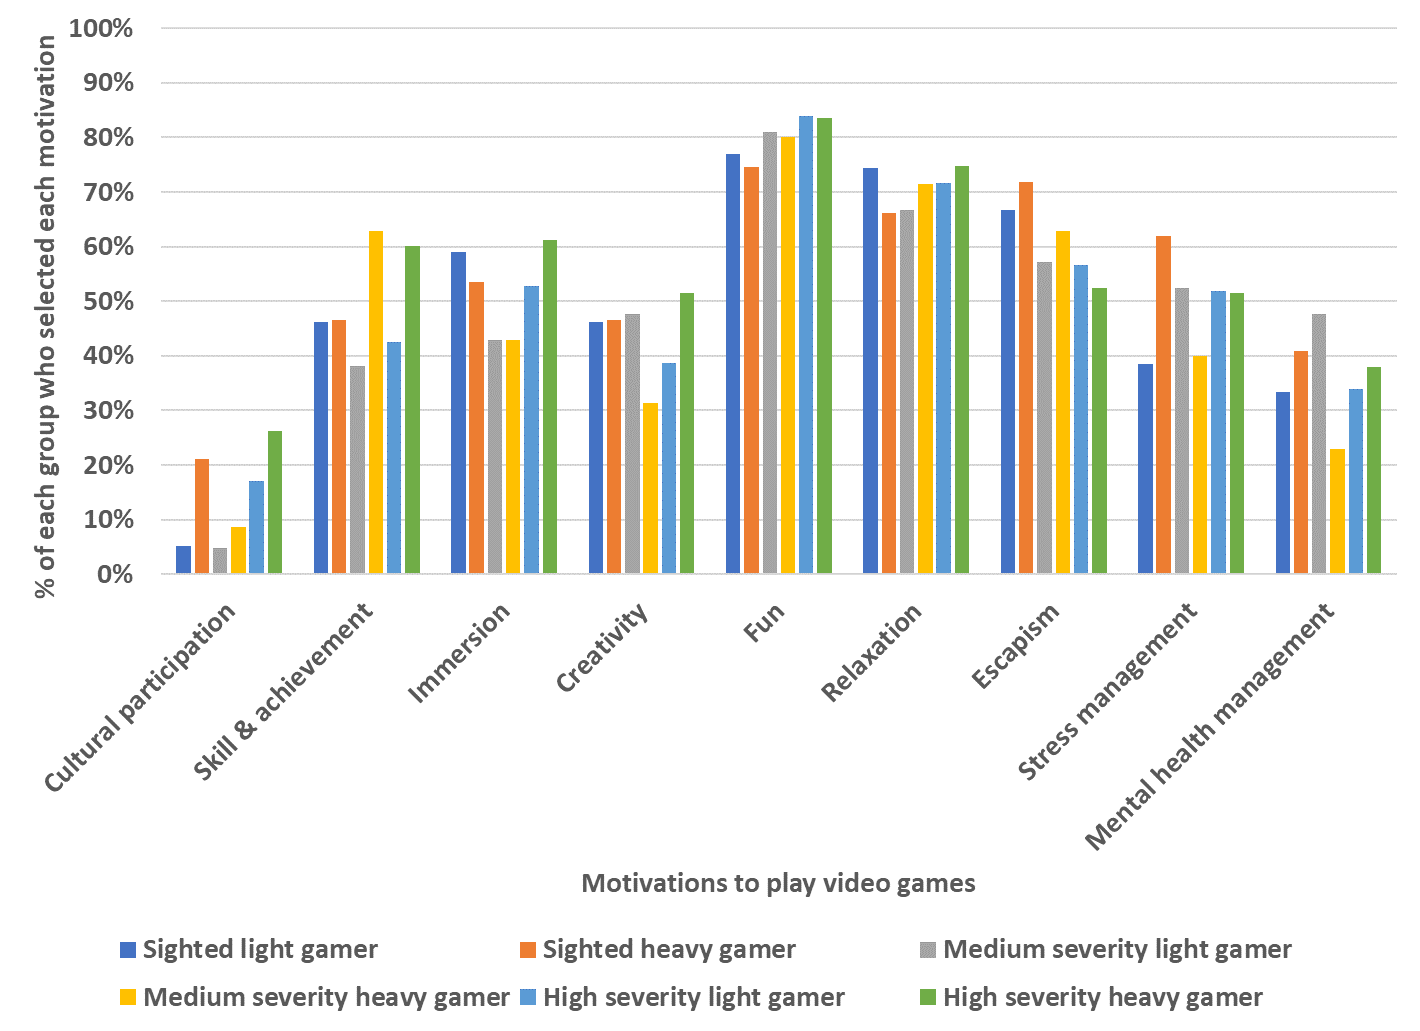 % of each group who selected each motivation
100%
90%
80%
70%
60%
50%
40%
30%
20%
10%
0%
Cultural participation
Skill & achievement
Immersion
Creativity
Fun
Relaxation
Escapism
Stress management
Mental health management
Motivations to play video games
Sighted light gamer
Sighted heavy gamer
Medium severity light gamer
Medium severity heavy gamer
High severity light gamer
High severity heavy gamer